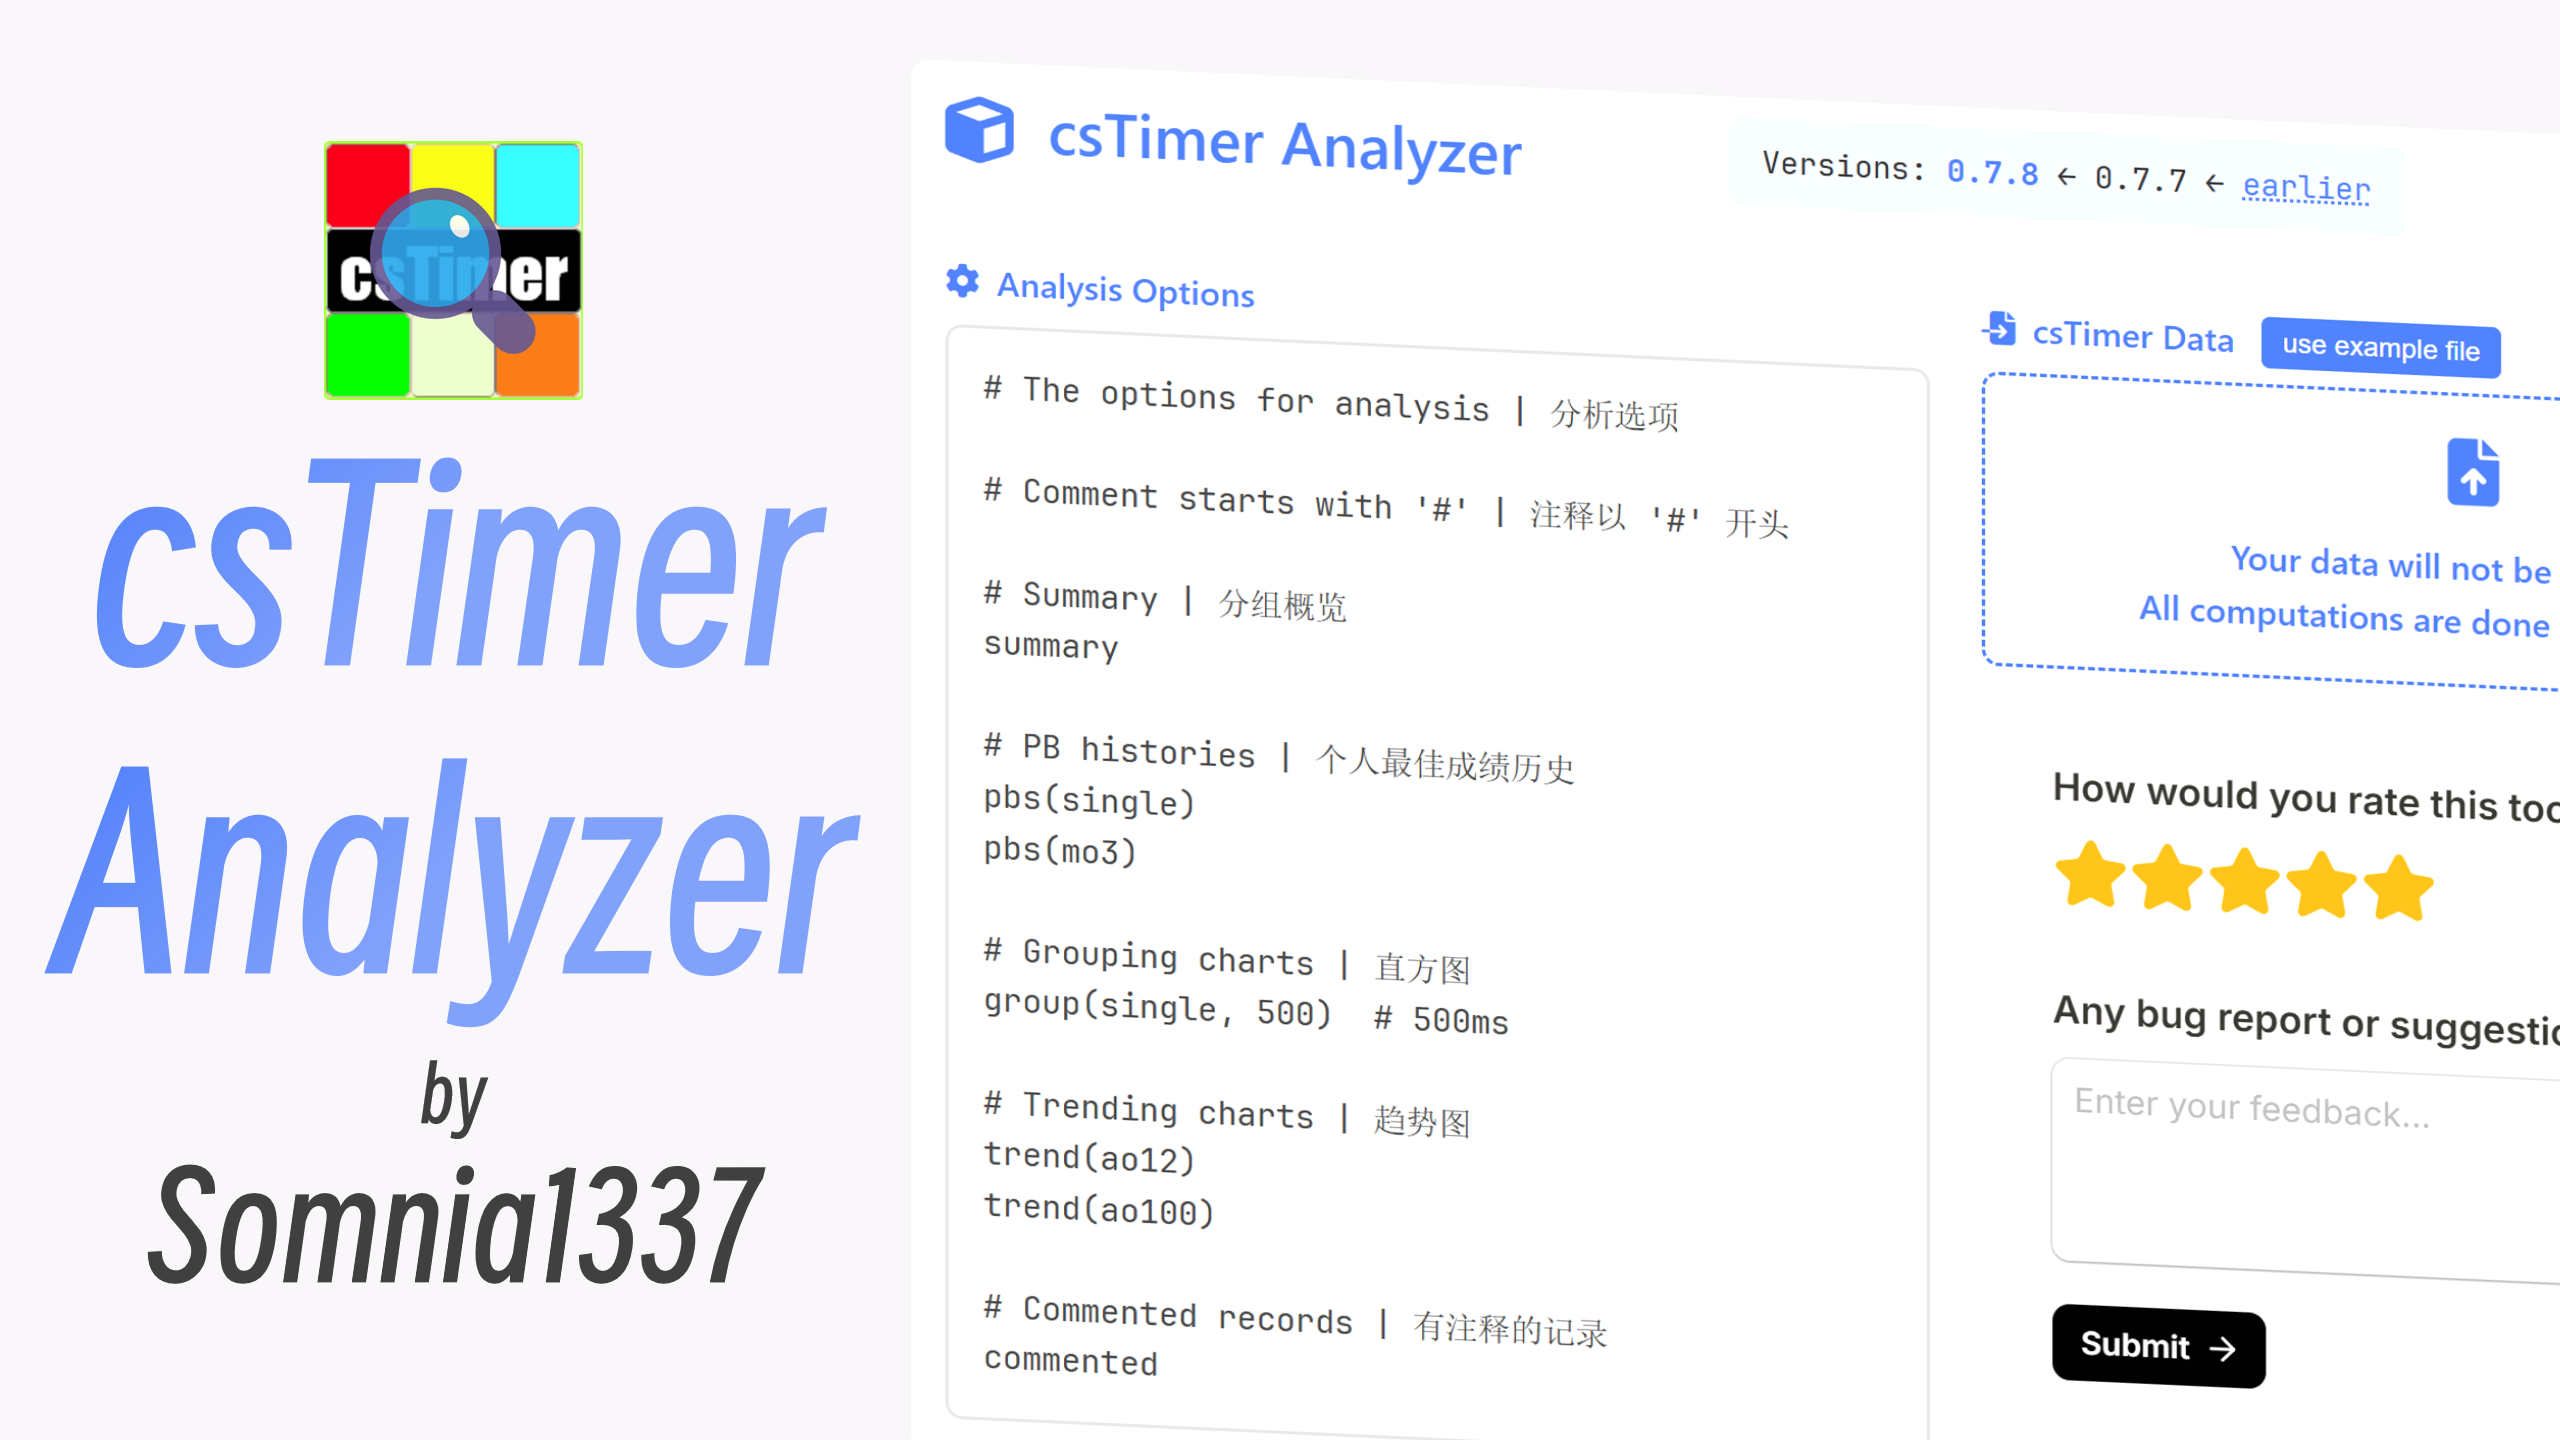 csTimer
csTimer
Analyzer
by
Somnia1337
csTimer Analyzer
Versions: 0.7.8 ← 0.7.7 ← earlier
Analysis Options
# The options for analysis | 分析选项
# Comment starts with '#' | 注释以 '#' 开头
# Summary | 分组概览
summary
# PB histories | 个人最佳成绩历史
pbs(single)
pbs(mo3)
# Grouping charts | 直方图
group(single, 500)  # 500ms
# Trending charts | 趋势图
trend(ao12)
trend(ao100)
# Commented records | 有注释的记录
commented
csTimer Data
use example file
Your data will not be
All computations are done
How would you rate this
Any bug report or
Enter your feedback...
Submit →